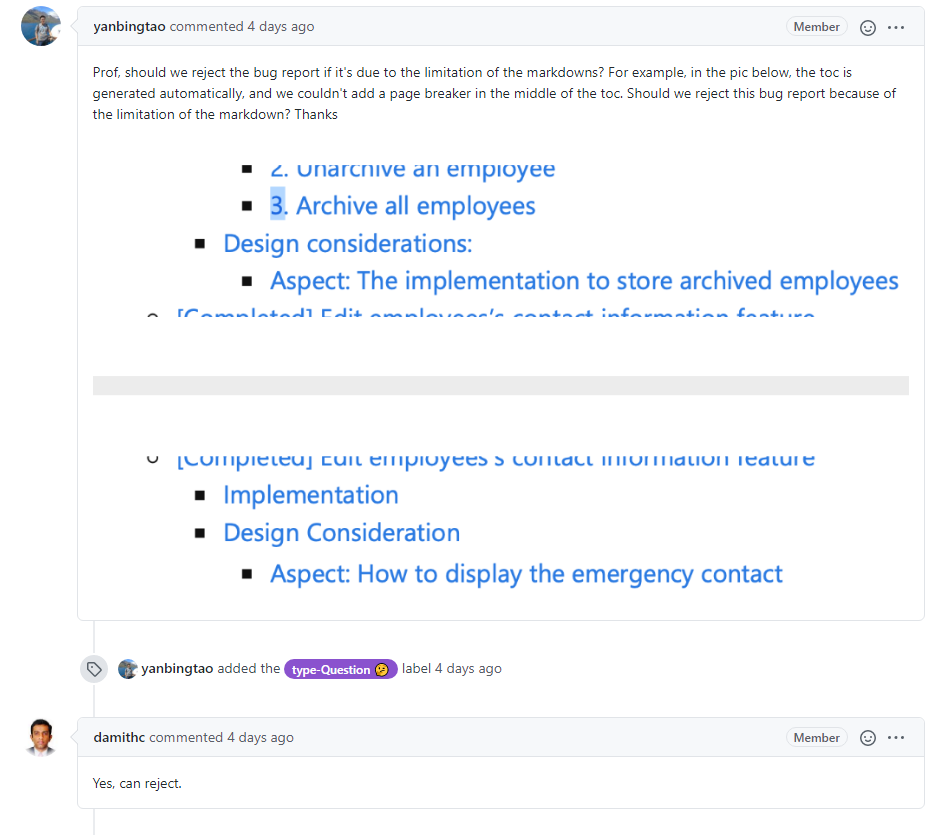 yanbingtao commented 4 days ago
Member
Prof, should we reject the bug report if it's due to the limitation of the markdowns? For example, in the pic below, the toc is
generated automatically, and we couldn't add a page breaker in the middle of the toc. Should we reject this bug report because of
the limitation of the markdown? Thanks
2. Unarchive an employee
3. Archive all employees
Design considerations:
Aspect: The implementation to store archived employees
[Completed] Edit employees's contact information feature
[Completed] Edit employees's contact information feature
Implementation
Design Consideration
Aspect: How to display the emergency contact
yanbingtao added the type-Question label 4 days ago
damithc commented 4 days ago
Member
Yes, can reject.